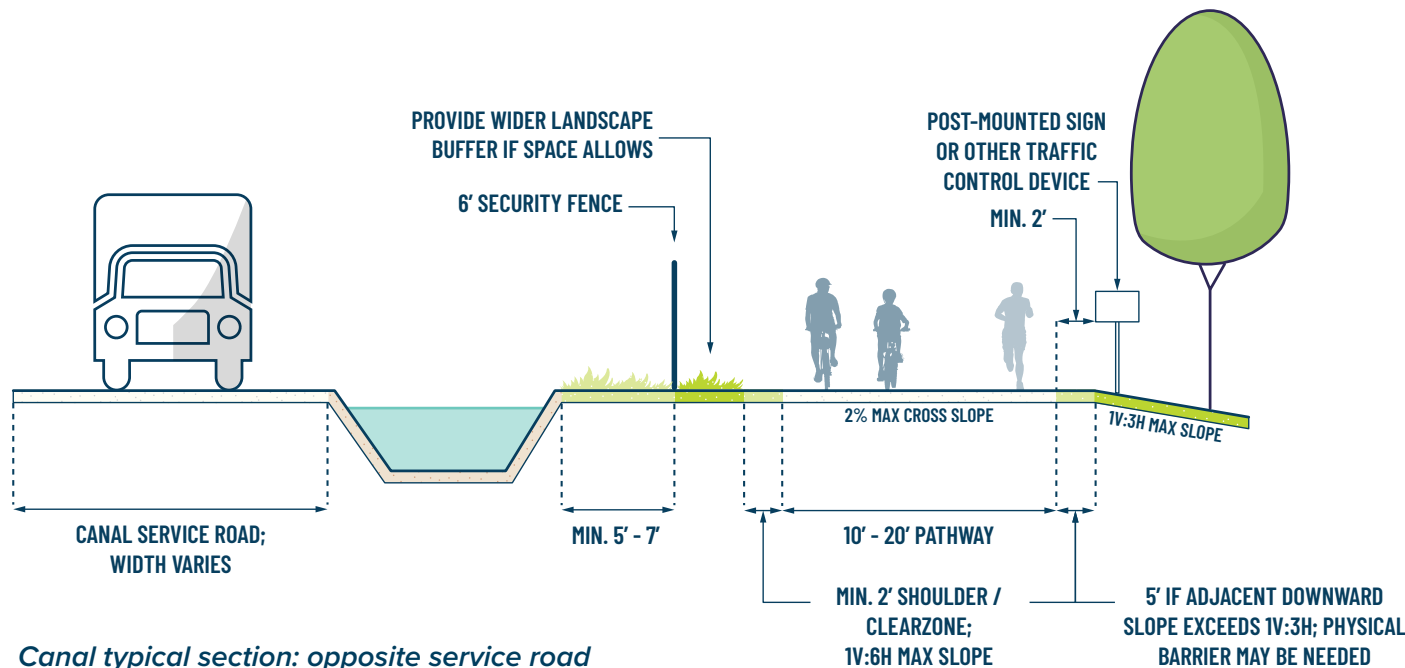 PROVIDE WIDER LANDSCAPE
BUFFER IF SPACE ALLOWS
6' SECURITY FENCE
POST-MOUNTED SIGN
OR OTHER TRAFFIC
CONTROL DEVICE
MIN. 2'
2% MAX CROSS SLOPE
1V:3H MAX SLOPE
CANAL SERVICE ROAD;
WIDTH VARIES
MIN. 5' - 7'
10' - 20' PATHWAY
MIN. 2' SHOULDER /
CLEARZONE;
1V:6H MAX SLOPE
5' IF ADJACENT DOWNWARD
SLOPE EXCEEDS 1V:3H; PHYSICAL
BARRIER MAY BE NEEDED
Canal typical section: opposite service road